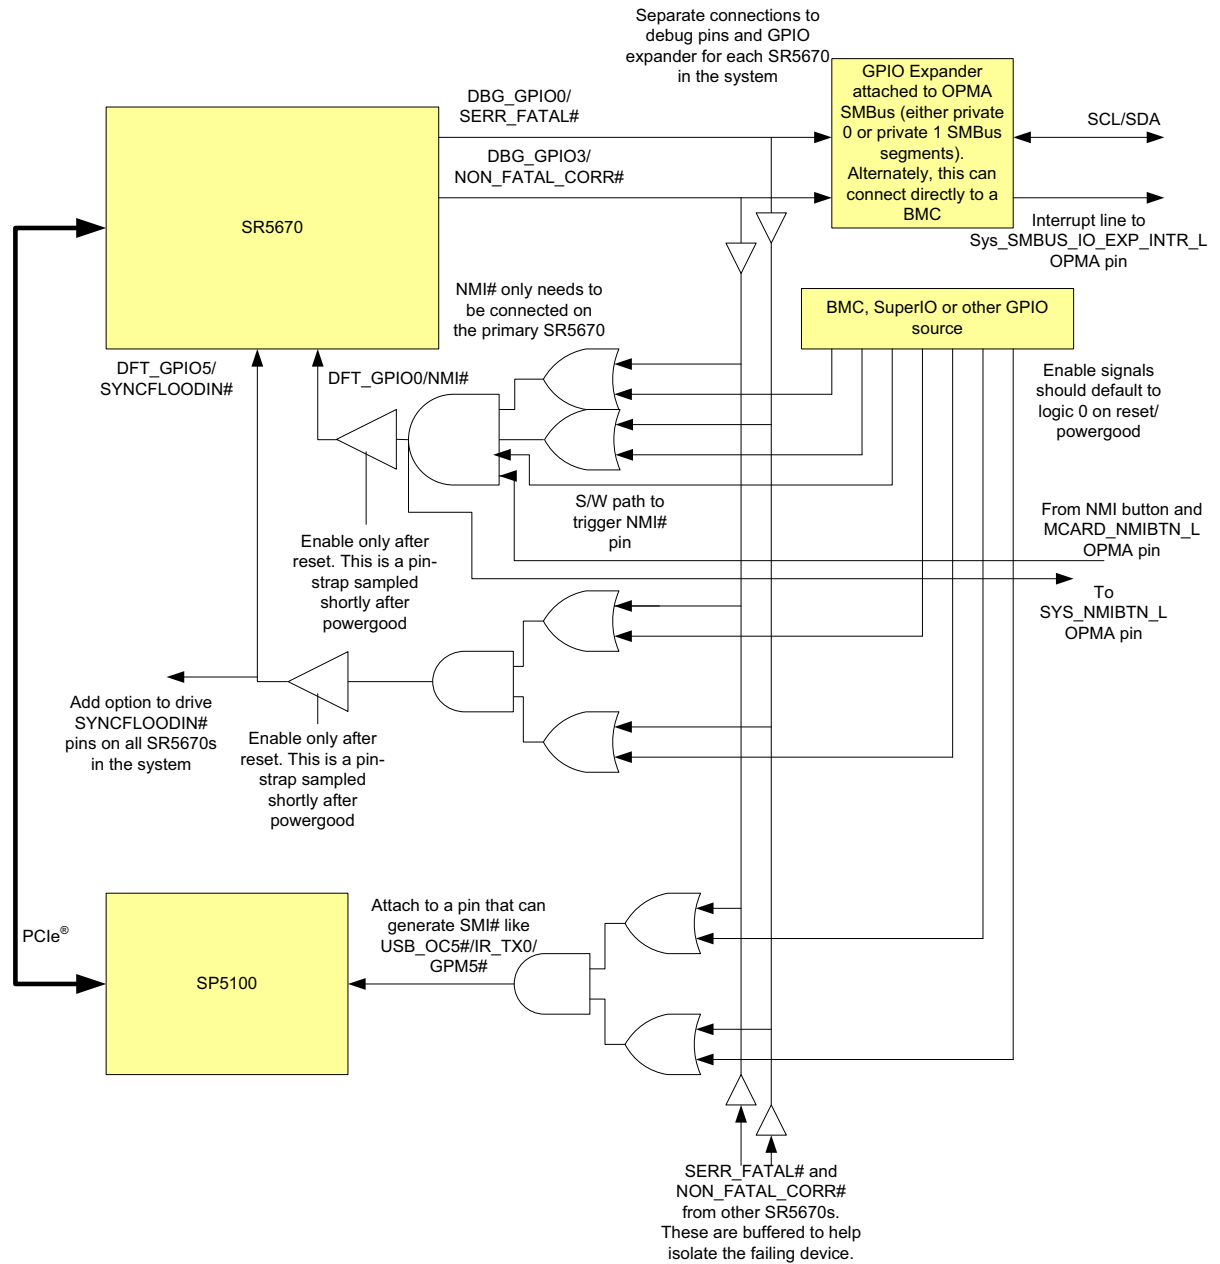 Separate connections to
debug pins and GPIO
expander for each SR5670
in the system
GPIO Expander
attached to OPMA
SMBus (either private
0 or private 1 SMBus
segments).
Alternately, this can
connect directly to a
BMC
DBG_GPIO0/
SERR_FATAL#
SCL/SDA
DBG_GPIO3/
NON_FATAL_CORR#
SR5670
Interrupt line to
Sys_SMBUS_IO_EXP_INTR_L
OPMA pin
NMI# only needs to
be connected on
the primary SR5670
BMC, SuperIO or other GPIO
source
DFT_GPIO5/
SYNCFLOODIN#
DFT_GPIO0/NMI#
Enable signals
should default to
logic 0 on reset/
powergood
S/W path to
trigger NMI#
pin
From NMI button and
MCARD_NMIBTN_L
OPMA pin
Enable only after
reset. This is a pin-
strap sampled
shortly after
powergood
To
SYS_NMIBTN_L
OPMA pin
Add option to drive
SYNCFLOODIN#
pins on all SR5670s
in the system
Enable only after
reset. This is a pin-
strap sampled
shortly after
powergood
PCIe®
Attach to a pin that can
generate SMI# like
USB_OC5#/IR_TX0/
GPM5#
SP5100
SERR_FATAL# and
NON_FATAL_CORR#
from other SR5670s.
These are buffered to help
isolate the failing device.